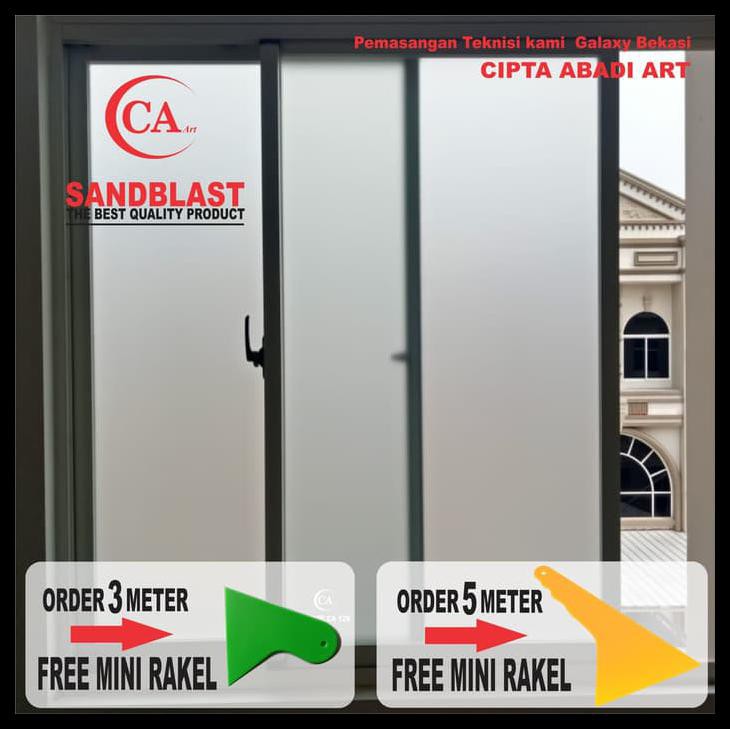 Pemasangan Teknisi kami Galaxy Bekasi
CIPTA ABADI ART
CA Art
SANDBLAST
THE BEST QUALITY PRODUCT
ORDER 3 METER
FREE MINI RAKEL
CA
ORDER 5 METER
FREE MINI RAKEL